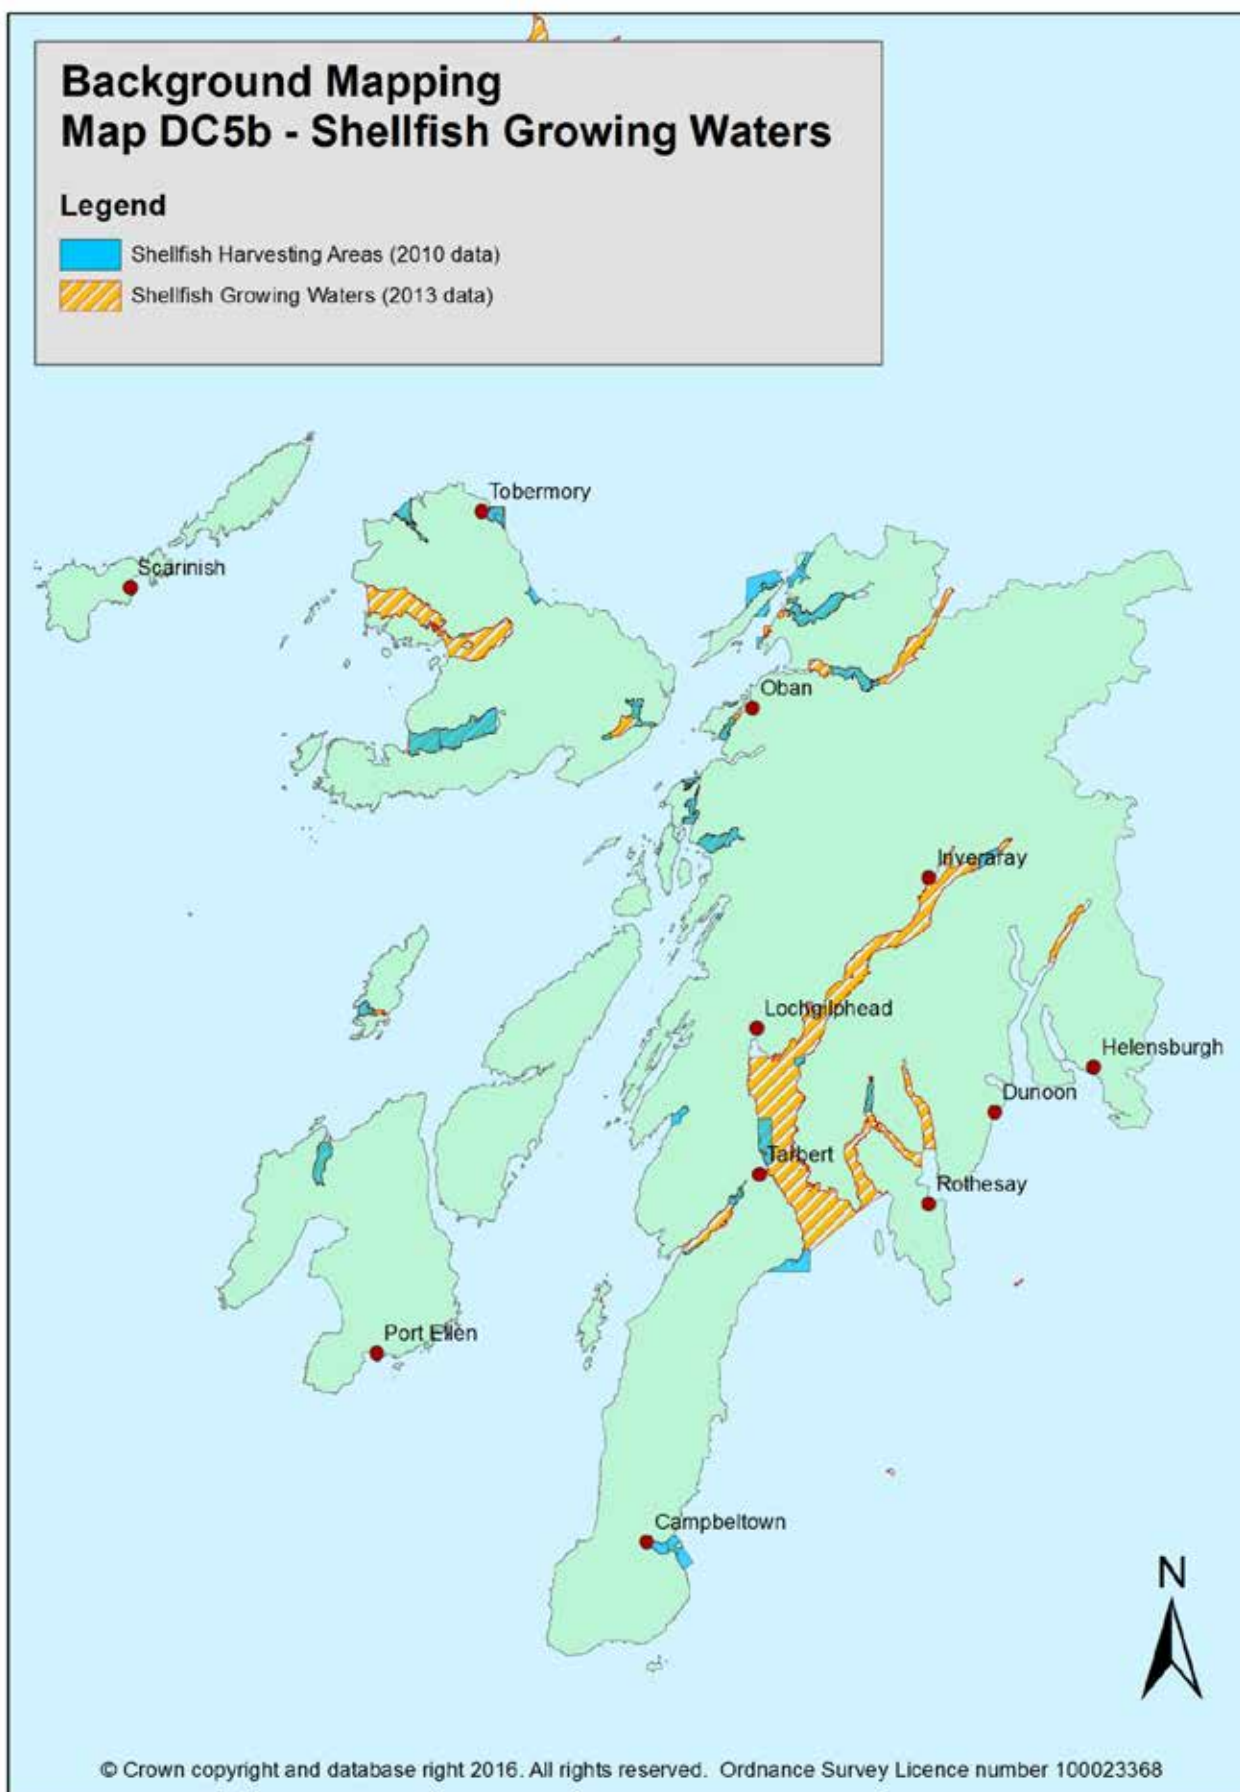 Background Mapping
Map DC5b - Shellfish Growing Waters
Legend
Shellfish Harvesting Areas (2010 data)
Shellfish Growing Waters (2013 data)
Tobermory
Scarinish
Oban
Inveraray
Lochgilphead
Helensburgh
Dunoon
Tarbert
Rothesay
Port Ellen
Campbeltown
N
© Crown copyright and database right 2016. All rights reserved. Ordnance Survey Licence number 100023368